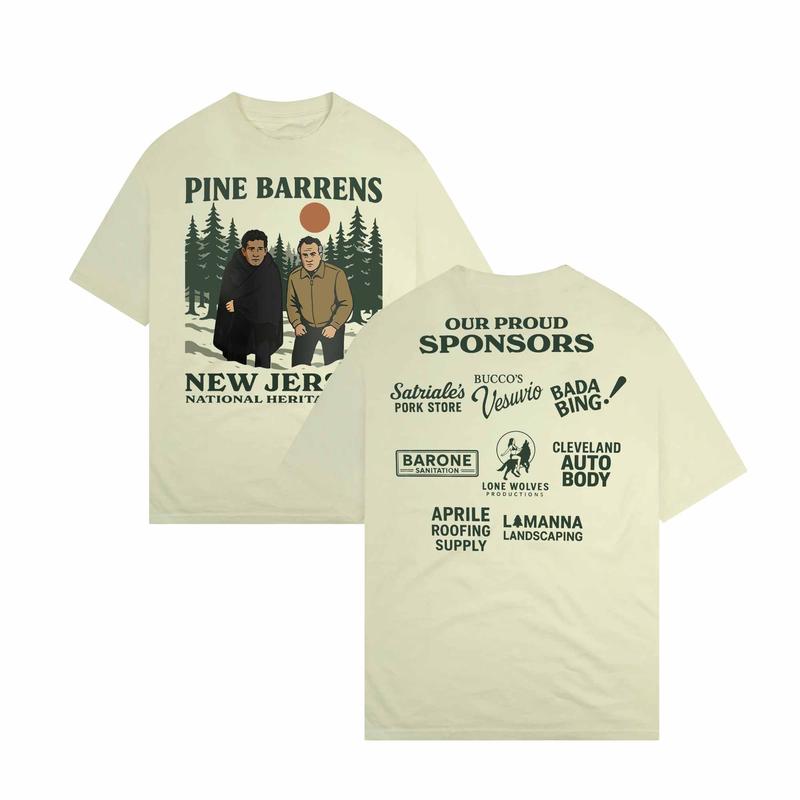 PINE BARRENS
NEW JERS
NATIONAL HERITA
OUR PROUD
SPONSORS
Satriale's
PORK STORE
BUCCO'S
Vesuvio
BADA
BING!
BARONE
SANITATION
LONE WOLVES
PRODUCTIONS
CLEVELAND
AUTO
BODY
APRILE
ROOFING
SUPPLY
LAMANNA
LANDSCAPING